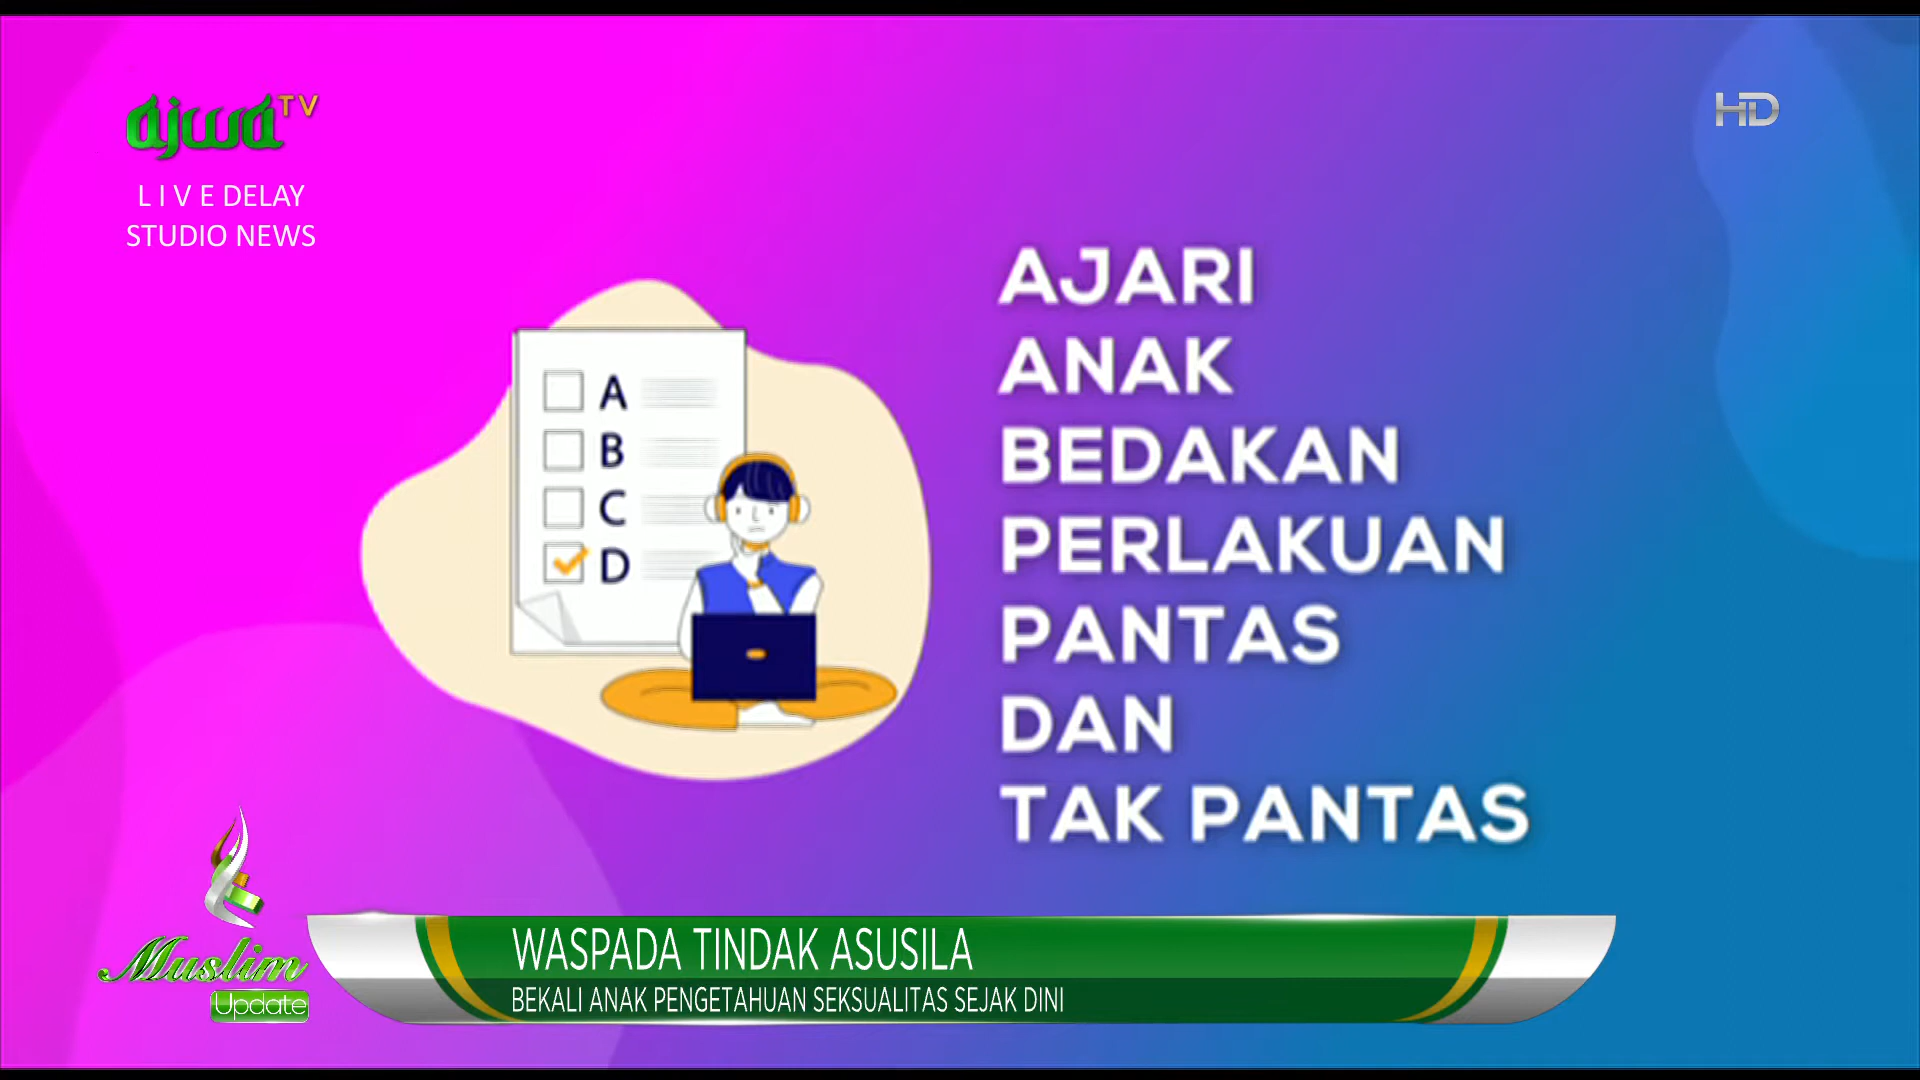 ajwa TV
HD
L I V E DELAY
STUDIO NEWS
AJARI
ANAK
BEDAKAN
PERLAKUAN
PANTAS
DAN
TAK PANTAS
A
B
C
D
Muslim
Update
WASPADA TINDAK ASUSILA
BEKALI ANAK PENGETAHUAN SEKSUALITAS SEJAK DINI